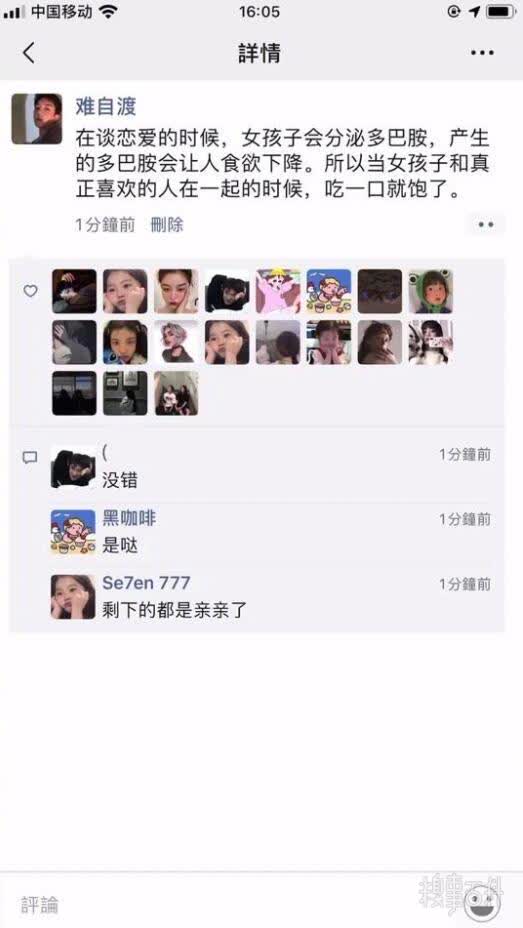 中国移动
16:05
詳情
难自渡
在谈恋爱的时候，女孩子会分泌多巴胺，产生
的多巴胺会让人食欲下降。所以当女孩子和真
正喜欢的人在一起的时候，吃一口就饱了。
1分鐘前 刪除
(
1分鐘前
没错
黑咖啡
1分鐘前
是哒
Se7en 777
1分鐘前
剩下的都是亲亲了
評論